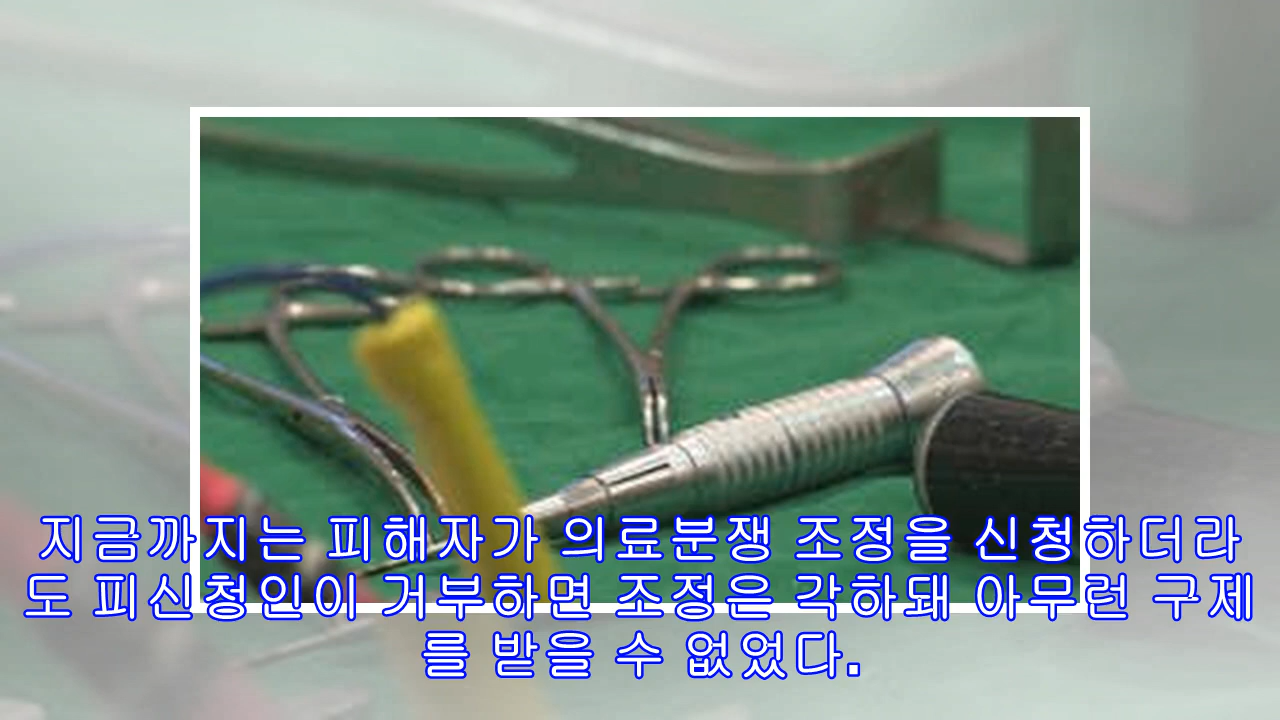 지금까지는 피해자가 의료분쟁 조정을 신청하더라
도 피신청인이 거부하면 조정은 각하돼 아무런 구제
를 받을 수 없었다.